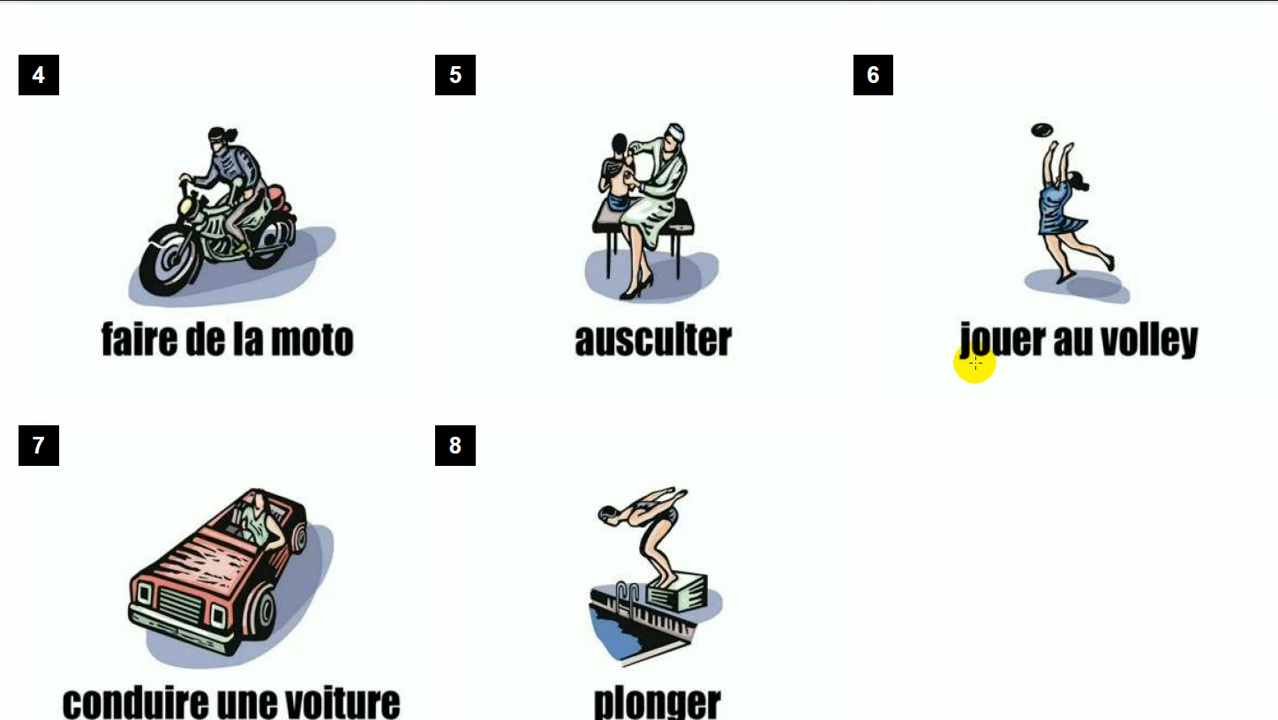 4
5
6
faire de la moto
ausculter
jouer au volley
7
8
conduire une voiture
plonger